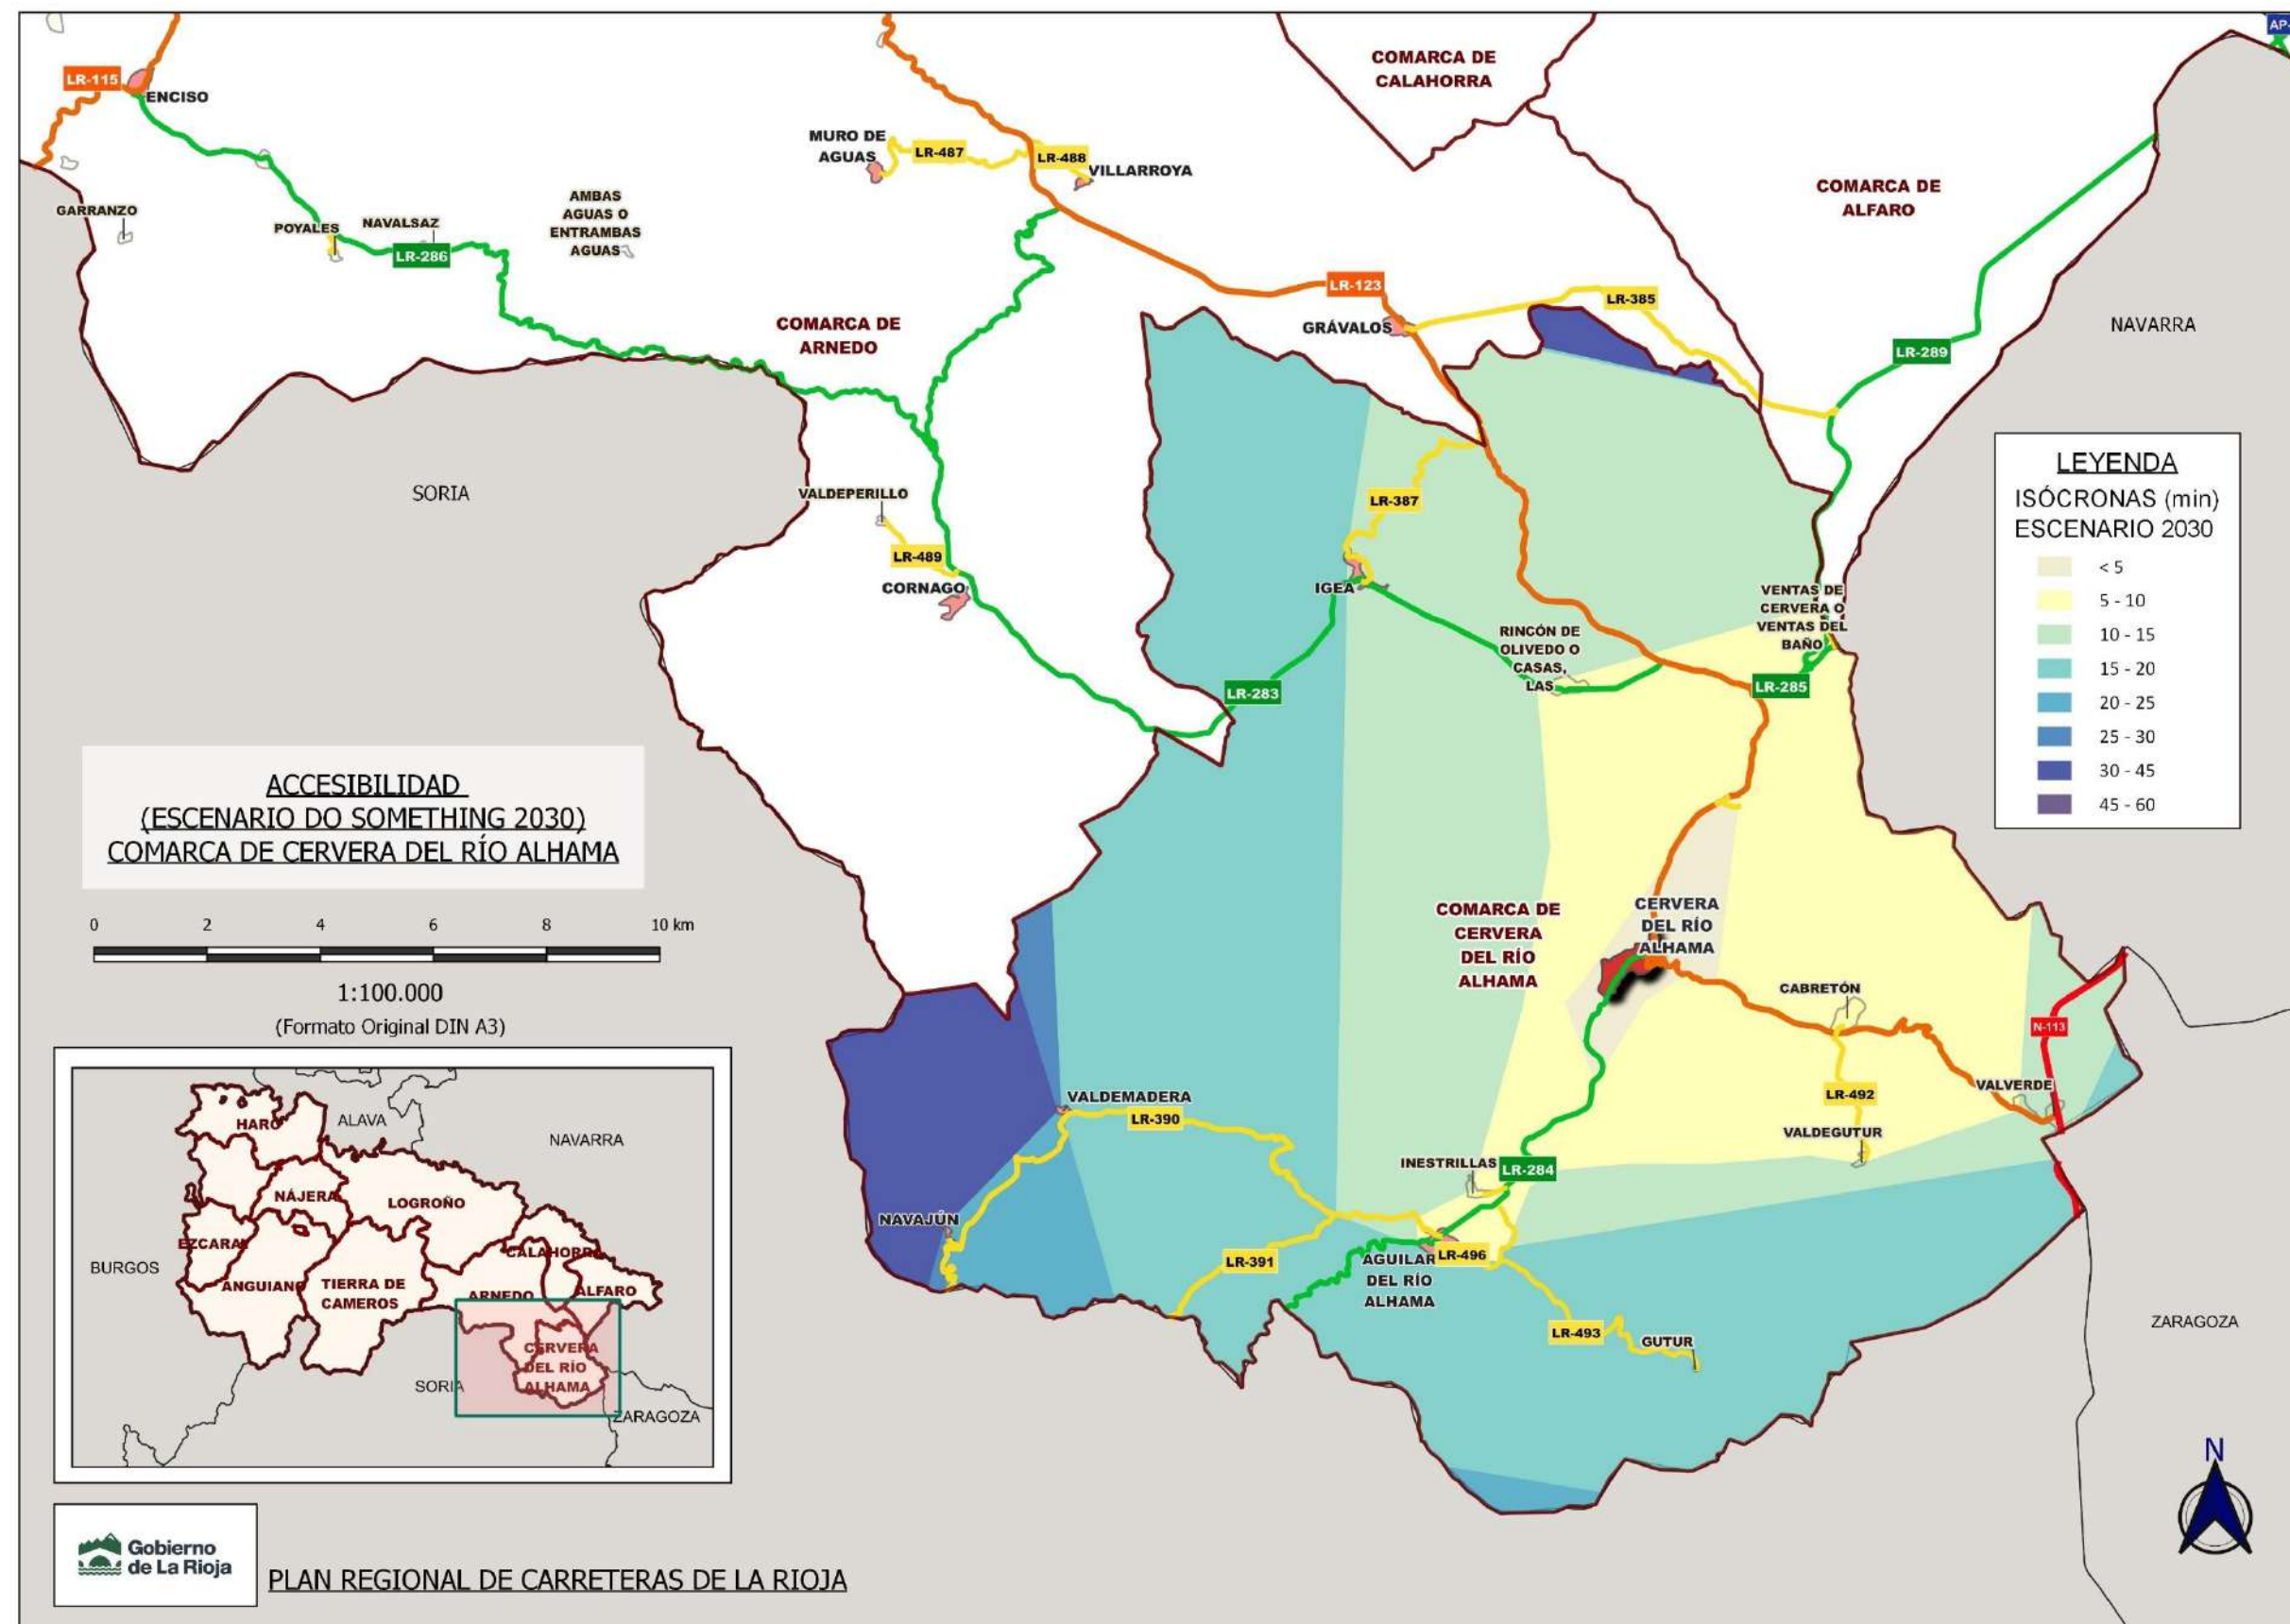 AP-
COMARCA DE
CALAHORRA
LR-115
ENCISO
MURO DE
AGUAS
LR-487
LR-488
VILLARROYA
COMARCA DE
ALFARO
GARRANZO
POYALES
NAVALSAZ
LR-286
AMBAS
AGUAS O
ENTRAMBAS
AGUAS
LR-123
LR-385
COMARCA DE
ARNEDO
GRÁVALOS
NAVARRA
LR-289
SORIA
VALDEPERILLO
LR-387
LR-489
CORNAGO
IGEA
VENTAS DE
CERVERA O
VENTAS DEL
BAÑO
RINCÓN DE
OLIVEDO O
CASAS,
LAS
LR-283
LR-285
LEYENDA
ISÓCRONAS (min)
ESCENARIO 2030
< 5
5 - 10
10 - 15
15 - 20
20 - 25
25 - 30
30 - 45
45 - 60
ACCESIBILIDAD
(ESCENARIO DO SOMETHING 2030)
COMARCA DE CERVERA DEL RÍO ALHAMA
0 2 4 6 8 10 km
1:100.000
(Formato Original DIN A3)
COMARCA DE
CERVERA
DEL RÍO
ALHAMA
CERVERA
DEL RÍO
ALHAMA
CABRETÓN
N-113
VALVERDE
LR-492
VALDEGUTUR
VALDEMADERA
LR-390
INESTRILLAS
LR-284
NAVAJÚN
LR-391
AGUILAR
DEL RÍO
ALHAMA
LR-496
LR-493
GUTUR
ZARAGOZA
HARO
ALAVA
NAVARRA
NÁJERA
LOGROÑO
EZCARAY
CALAHORRA
BURGOS
ANGUIANO
TIERRA DE
CAMEROS
ARNEDO
ALFARO
CERVERA
DEL RÍO
ALHAMA
SORIA
ZARAGOZA
N
Gobierno
de La Rioja
PLAN REGIONAL DE CARRETERAS DE LA RIOJA